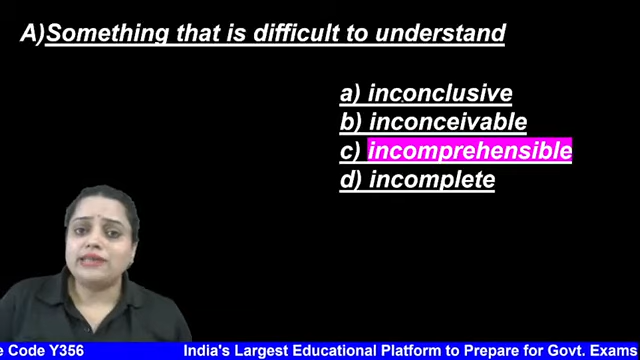 A)Something that is difficult to understand
a) inconclusive
b) inconceivable
c) incomprehensible
d) incomplete
e Code Y356 India's Largest Educational Platform to Prepare for Govt. Exams